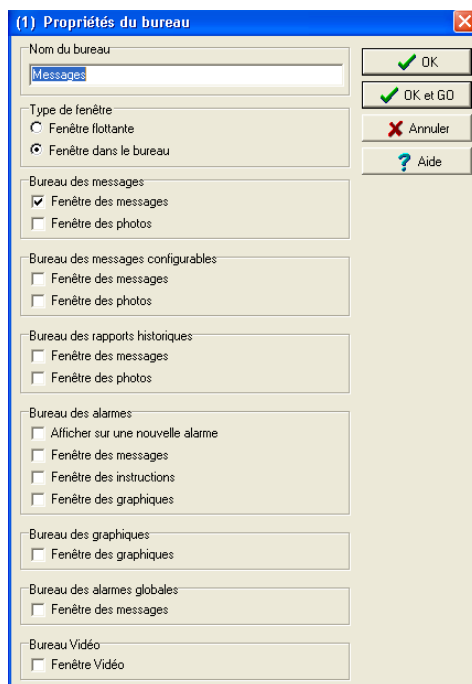 (1) Propriétés du bureau
Nom du bureau
Messages
OK
OK et GO
Annuler
Aide
Type de fenêtre
Fenêtre flottante
Fenêtre dans le bureau
Bureau des messages
Fenêtre des messages
Fenêtre des photos
Bureau des messages configurables
Fenêtre des messages
Fenêtre des photos
Bureau des rapports historiques
Fenêtre des messages
Fenêtre des photos
Bureau des alarmes
Afficher sur une nouvelle alarme
Fenêtre des messages
Fenêtre des instructions
Fenêtre des graphiques
Bureau des graphiques
Fenêtre des graphiques
Bureau des alarmes globales
Fenêtre des messages
Bureau Vidéo
Fenêtre Vidéo